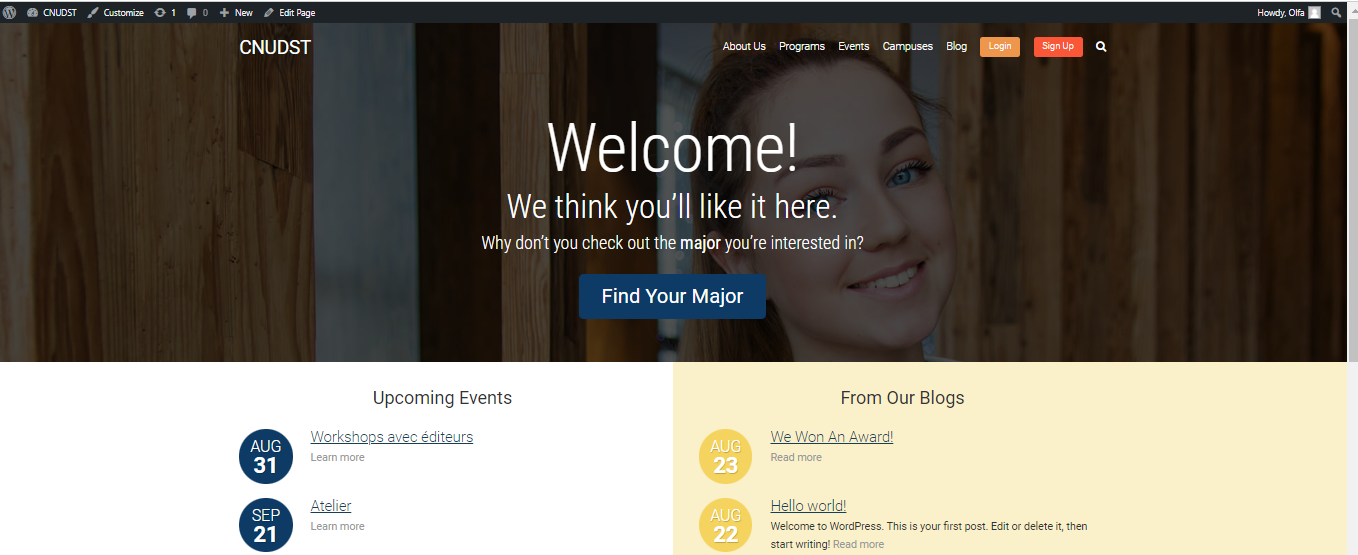 CNUDST Customize 1 0 New Edit Page Howdy, Olfa
CNUDST About Us Programs Events Campuses Blog Login Sign Up
Welcome!
We think you'll like it here.
Why don't you check out the major you're interested in?
Find Your Major
Upcoming Events
AUG
31
Workshops avec éditeurs
Learn more
SEP
21
Atelier
Learn more
From Our Blogs
AUG
23
We Won An Award!
Read more
AUG
22
Hello world!
Welcome to WordPress. This is your first post. Edit or delete it, then
start writing! Read more